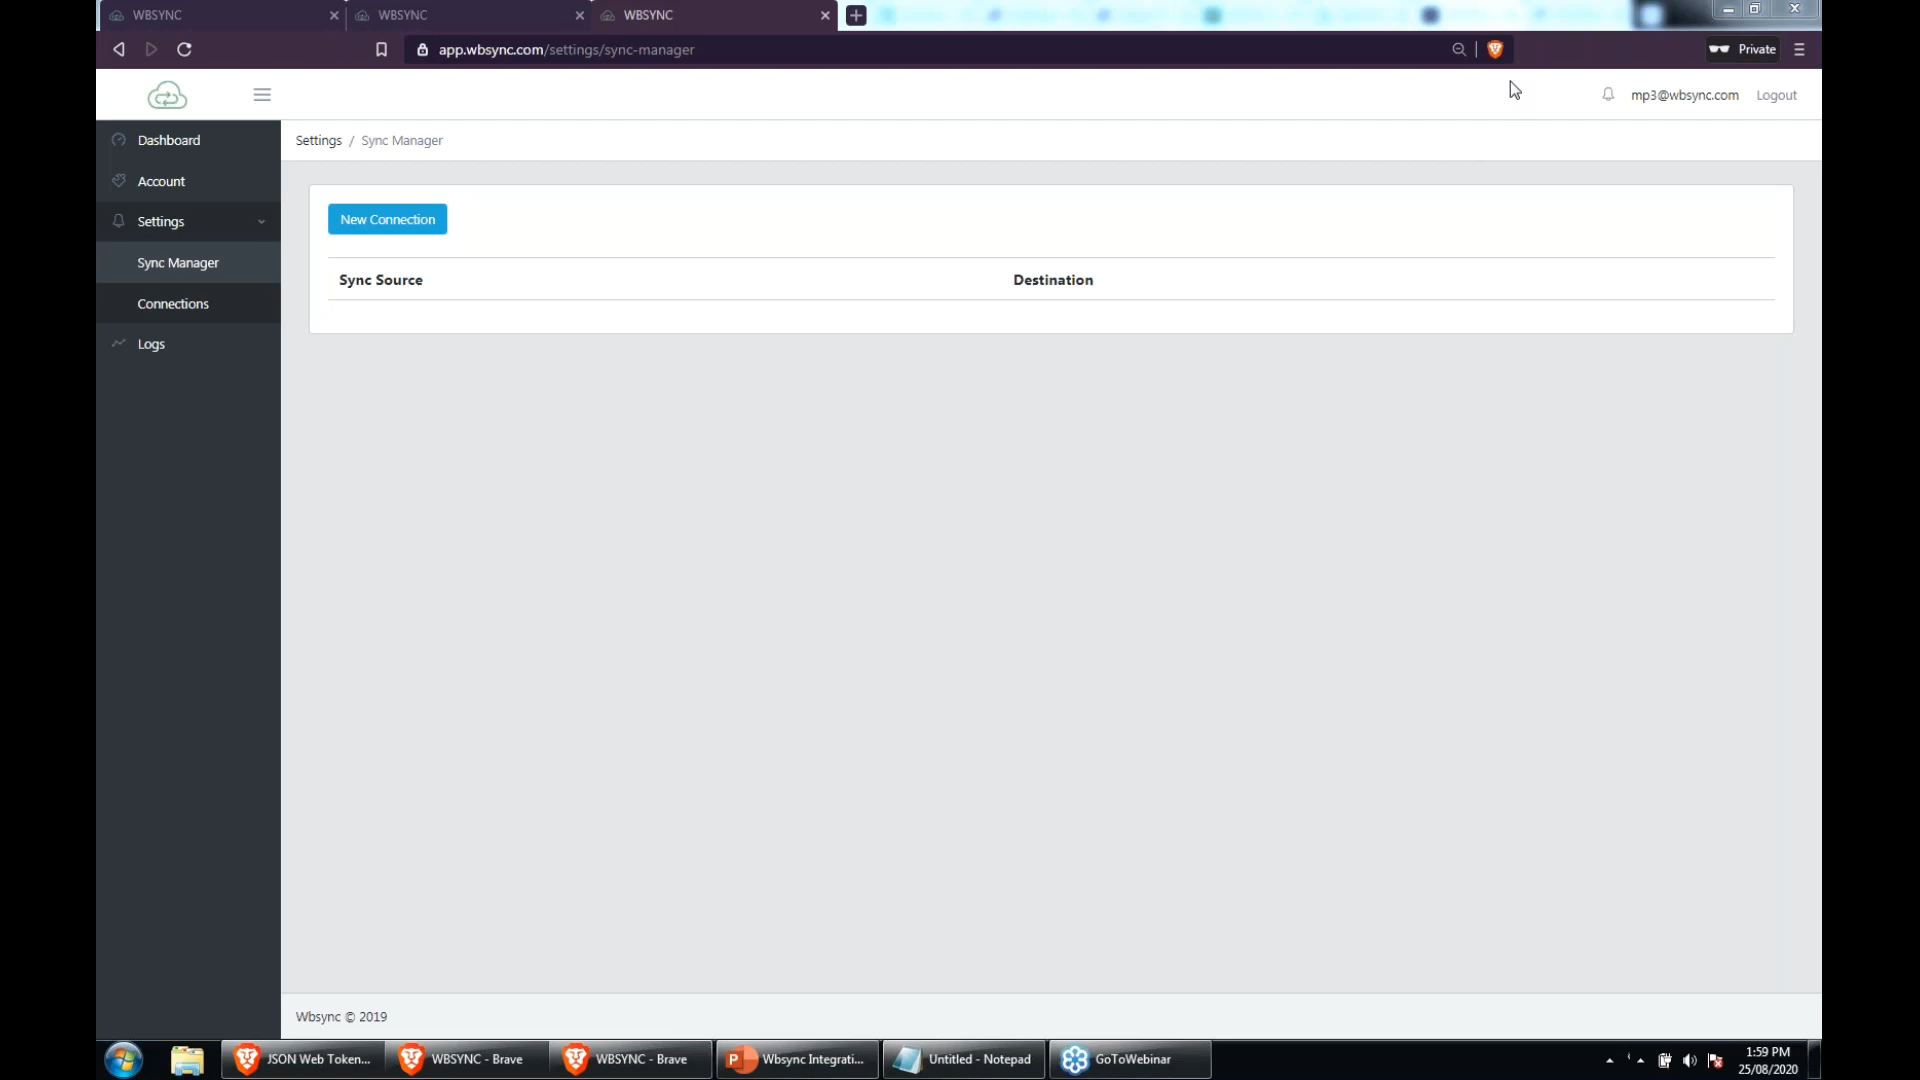 WBSYNC
WBSYNC
WBSYNC
app.wbsync.com/settings/sync-manager
Private
mp3@wbsync.com
Logout
Dashboard
Account
Settings
Sync Manager
Connections
Logs
Settings / Sync Manager
New Connection
Sync Source
Destination
Wbsync © 2019
JSON Web Token...
WBSYNC - Brave
WBSYNC - Brave
Wbsync Integrati...
Untitled - Notepad
GoToWebinar
1:59 PM
25/08/2020